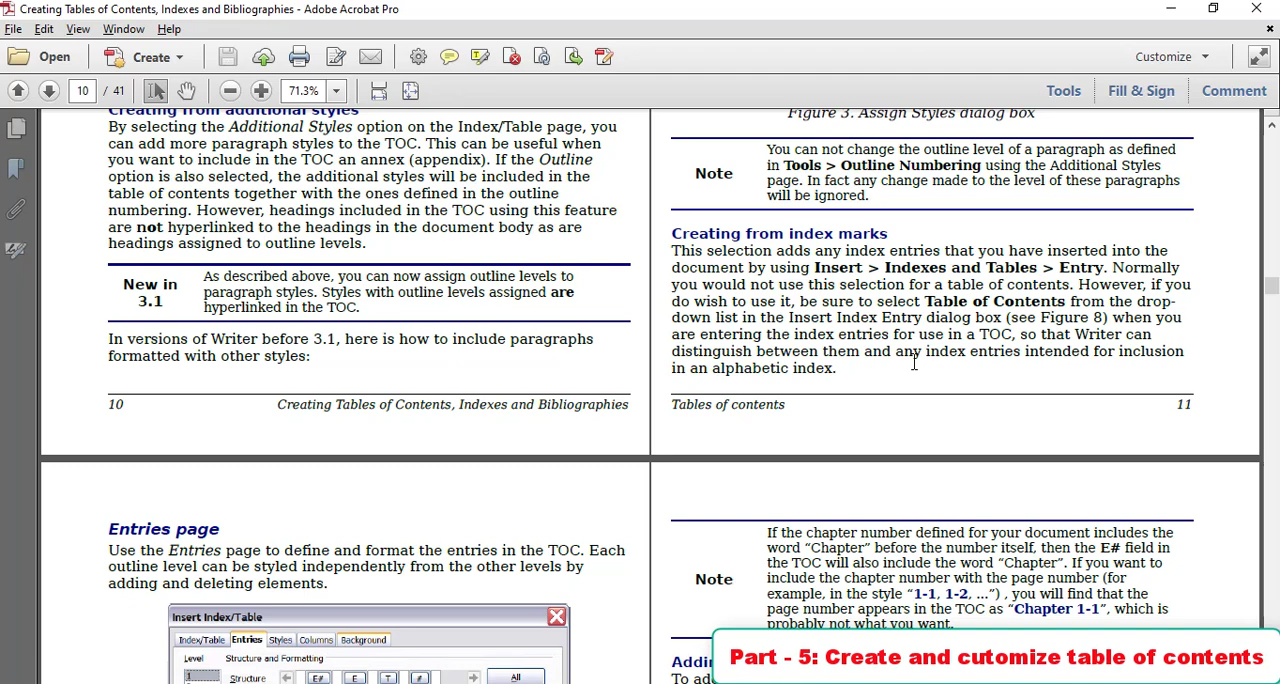 Creating Tables of Contents, Indexes and Bibliographies - Adobe Acrobat Pro
File Edit View Window Help
Open Create Customize
10 / 41 71.3% Tools Fill & Sign Comment
Creating from additional styles
By selecting the Additional Styles option on the Index/Table page, you
can add more paragraph styles to the TOC. This can be useful when
you want to include in the TOC an annex (appendix). If the Outline
option is also selected, the additional styles will be included in the
table of contents together with the ones defined in the outline
numbering. However, headings included in the TOC using this feature
are not hyperlinked to the headings in the document body as are
headings assigned to outline levels.
New in
3.1
As described above, you can now assign outline levels to
paragraph styles. Styles with outline levels assigned are
hyperlinked in the TOC.
In versions of Writer before 3.1, here is how to include paragraphs
formatted with other styles:
10 Creating Tables of Contents, Indexes and Bibliographies
Figure 3. Assign Styles dialog box
Note
You can not change the outline level of a paragraph as defined
in Tools > Outline Numbering using the Additional Styles
page. In fact any change made to the level of these paragraphs
will be ignored.
Creating from index marks
This selection adds any index entries that you have inserted into the
document by using Insert > Indexes and Tables > Entry. Normally
you would not use this selection for a table of contents. However, if you
do wish to use it, be sure to select Table of Contents from the drop-
down list in the Insert Index Entry dialog box (see Figure 8) when you
are entering the index entries for use in a TOC, so that Writer can
distinguish between them and any index entries intended for inclusion
in an alphabetic index.
Tables of contents 11
Entries page
Use the Entries page to define and format the entries in the TOC. Each
outline level can be styled independently from the other levels by
adding and deleting elements.
Insert Index/Table
Index/Table Entries Styles Columns Background
Level Structure and Formatting
1 Structure E# E T # All
Note
If the chapter number defined for your document includes the
word “Chapter” before the number itself, then the E# field in
the TOC will also include the word “Chapter”. If you want to
include the chapter number with the page number (for
example, in the style “1-1, 1-2, ...”) , you will find that the
page number appears in the TOC as “Chapter 1-1”, which is
probably not what you want.
To
Part - 5: Create and cutomize table of contents